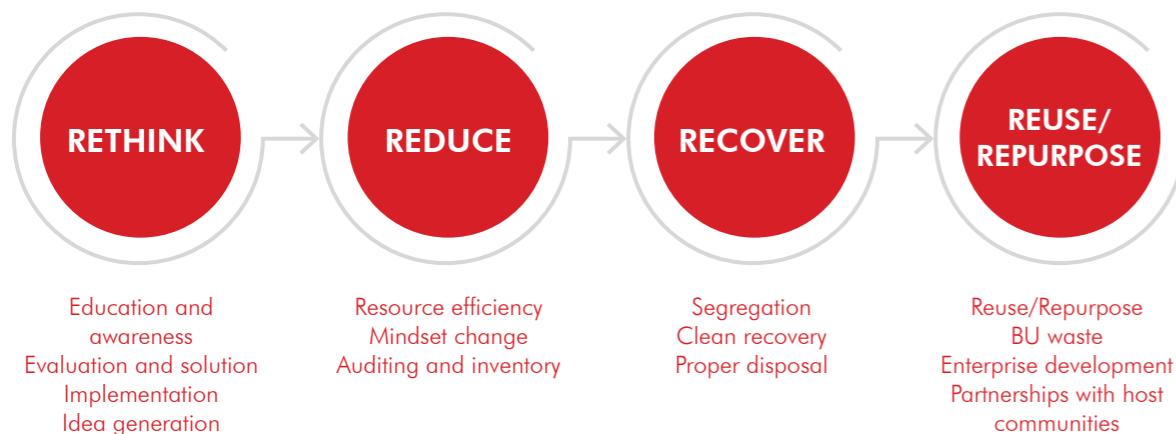 RETHINK
Education and
awareness
Evaluation and solution
Implementation
Idea generation
REDUCE
Resource efficiency
Mindset change
Auditing and inventory
RECOVER
Segregation
Clean recovery
Proper disposal
REUSE/
REPURPOSE
Reuse/Repurpose
BU waste
Enterprise development
Partnerships with host
communities